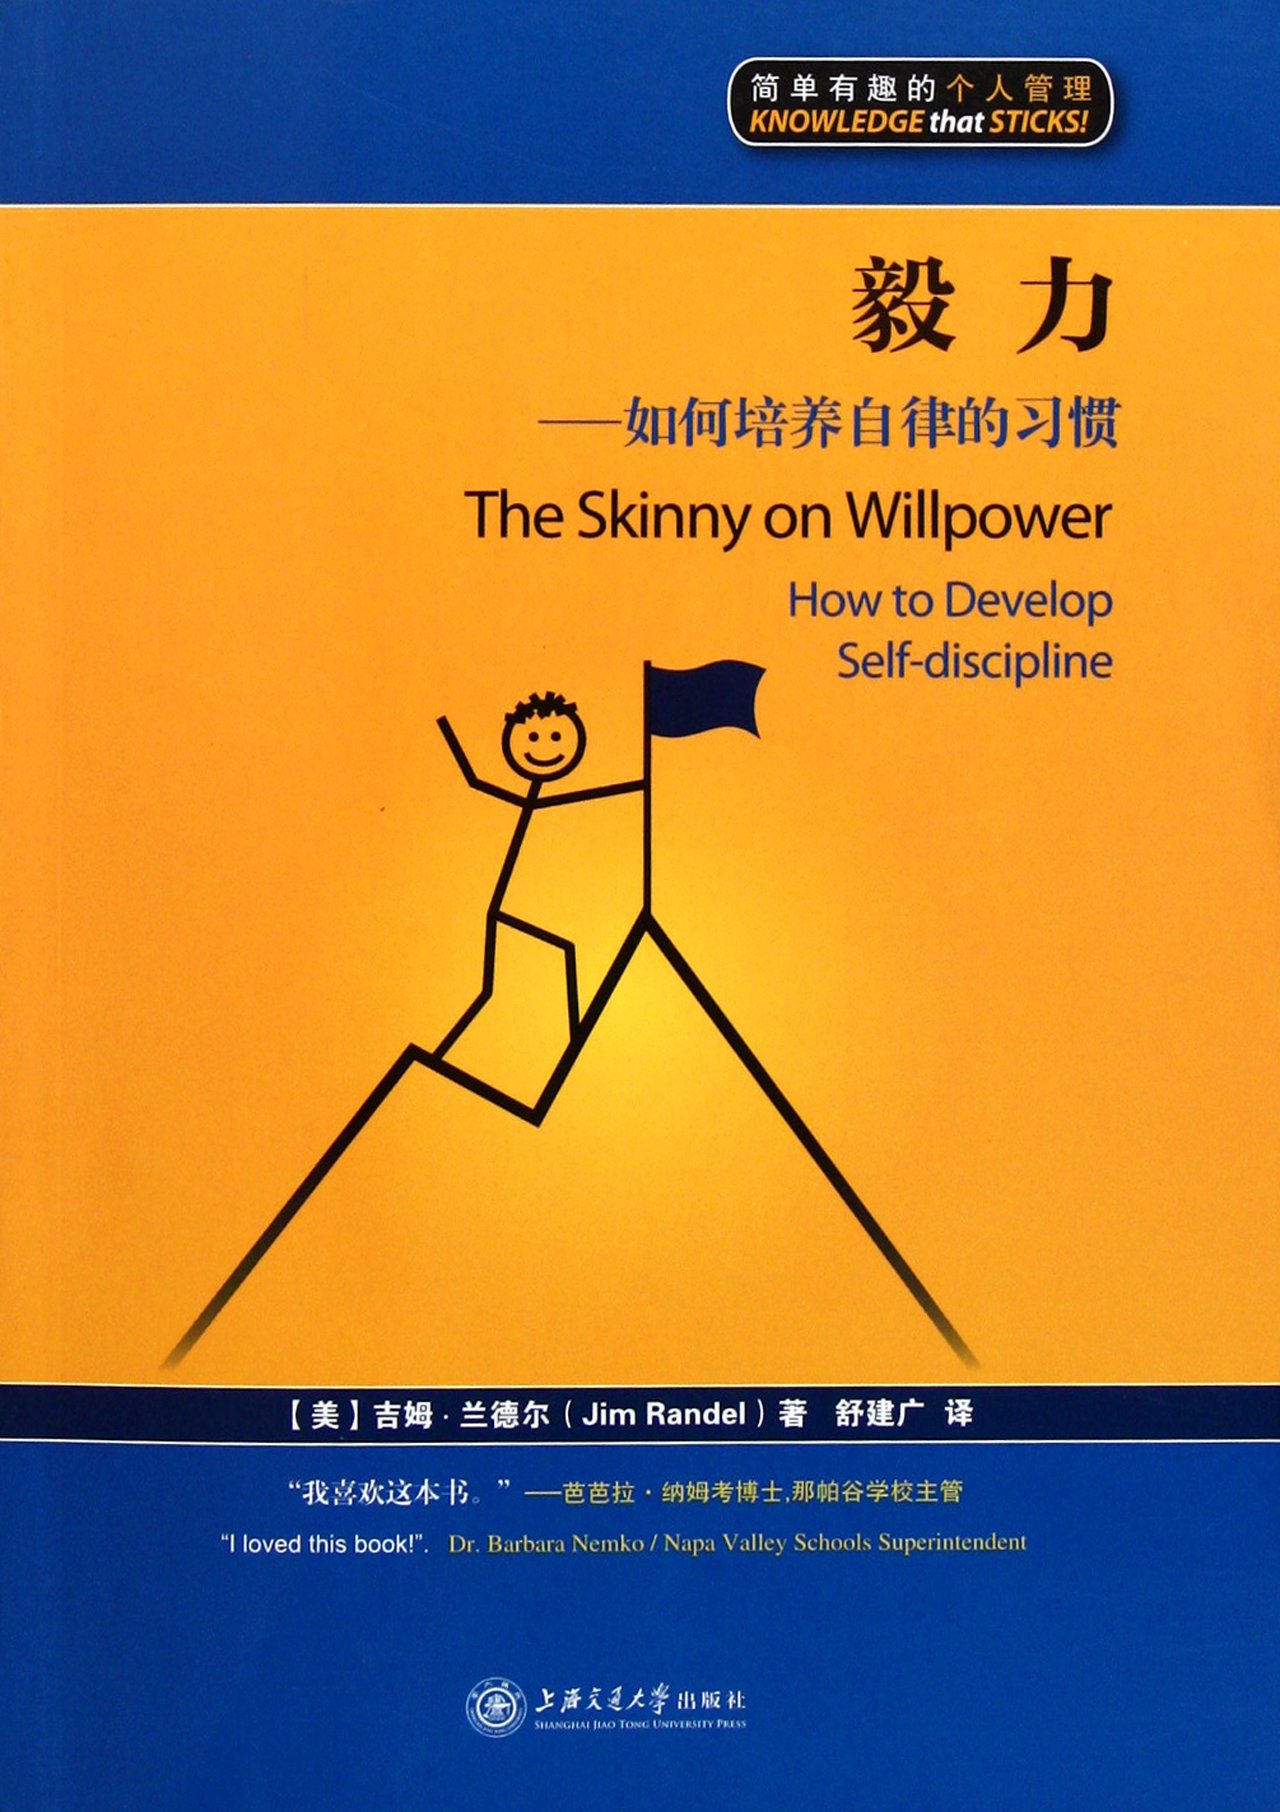 简单有趣的个人管理
KNOWLEDGE that STICKS!
毅力
——如何培养自律的习惯
The Skinny on Willpower
How to Develop
Self-discipline
【美】吉姆·兰德尔(Jim Randel)著 舒建广 译
“我喜欢这本书。”——芭芭拉·纳姆考博士,那帕谷学校主管
“I loved this book!”. Dr. Barbara Nemko / Napa Valley Schools Superintendent
上海交通大学出版社
SHANGHAI JIAO TONG UNIVERSITY PRESS